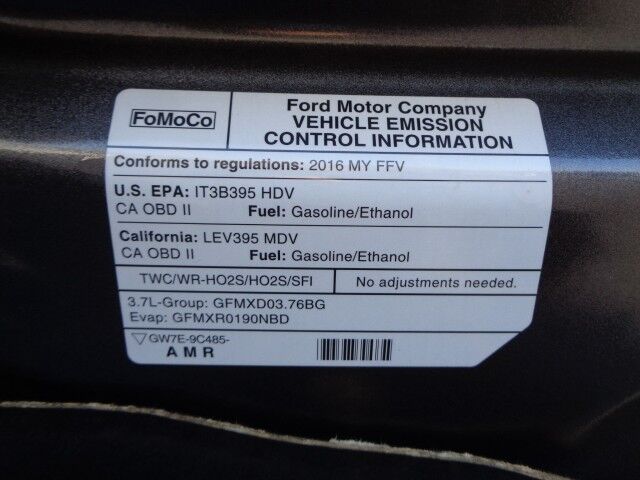 FoMoCo
Ford Motor Company
VEHICLE EMISSION
CONTROL INFORMATION
Conforms to regulations: 2016 MY FFV
U.S. EPA: IT3B395 HDV
CA OBD II Fuel: Gasoline/Ethanol
California: LEV395 MDV
CA OBD II Fuel: Gasoline/Ethanol
TWC/WR-HO2S/HO2S/SFI No adjustments needed.
3.7L-Group: GFMXD03.76BG
Evap: GFMXR0190NBD
GW7E-9C485-
AMR